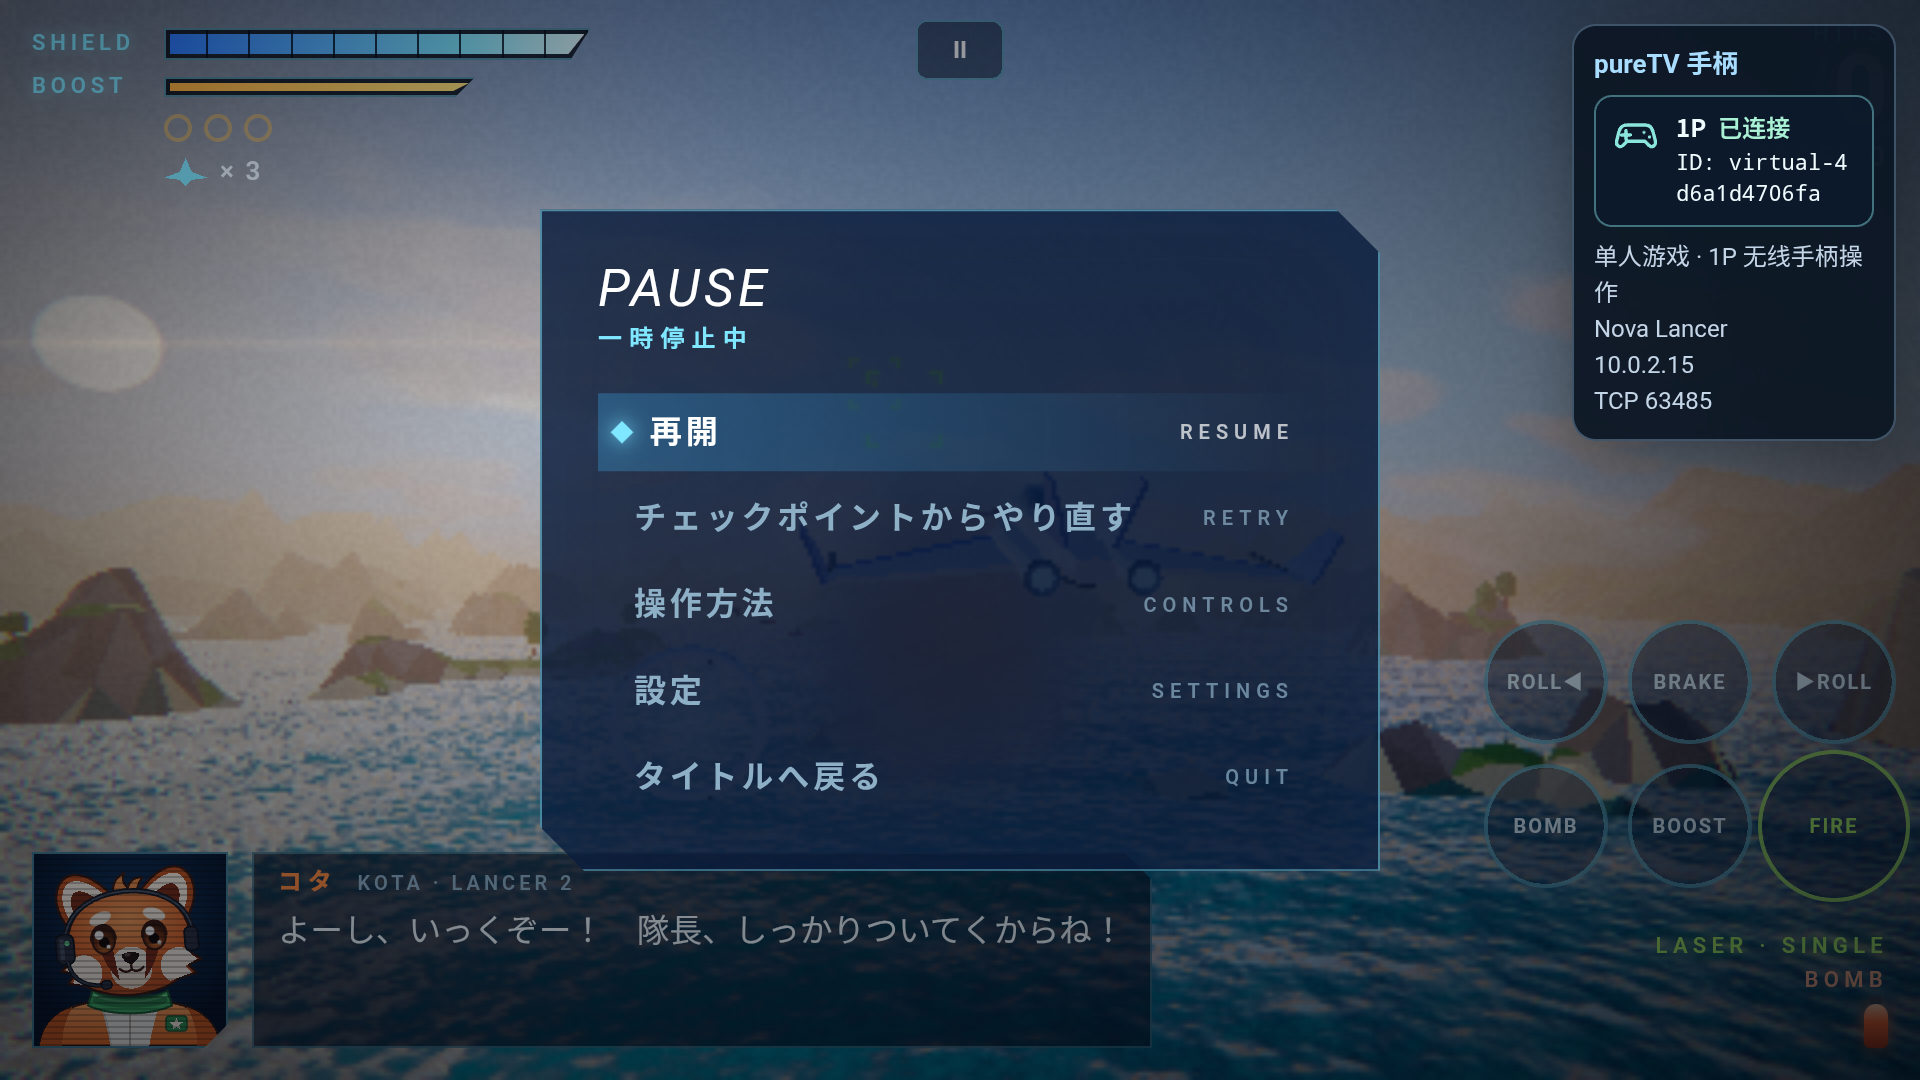 SHIELD
BOOST
× 3
PAUSE
一時停止中
再開 RESUME
チェックポイントからやり直す RETRY
操作方法 CONTROLS
設定 SETTINGS
タイトルへ戻る QUIT
pureTV 手柄
1P 已连接
ID: virtual-4
d6a1d4706fa
单人游戏 · 1P 无线手柄操
作
Nova Lancer
10.0.2.15
TCP 63485
ROLL◀ BRAKE ▶ROLL
BOMB BOOST FIRE
コタ KOTA · LANCER 2
よーし、いっくぞー！ 隊長、しっかりついてくからね！
LASER · SINGLE
BOMB